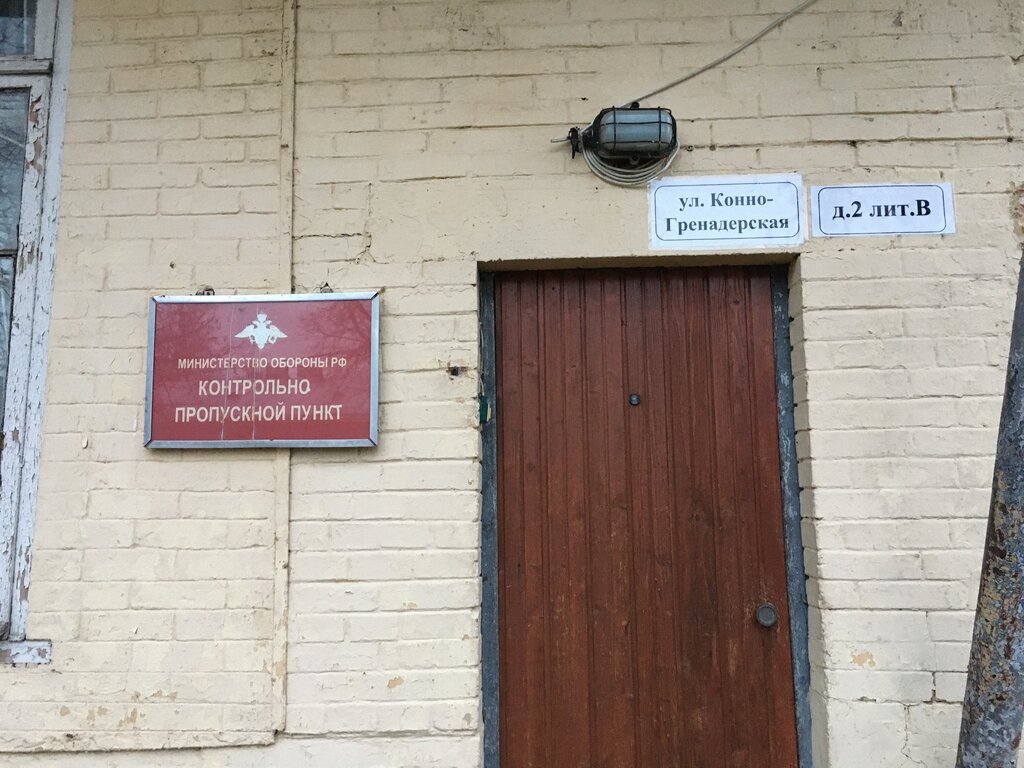 МИНИСТЕРСТВО ОБОРОНЫ РФ
КОНТРОЛЬНО
ПРОПУСКНОЙ ПУНКТ
ул. Конно-
Гренадерская
д.2 лит.В